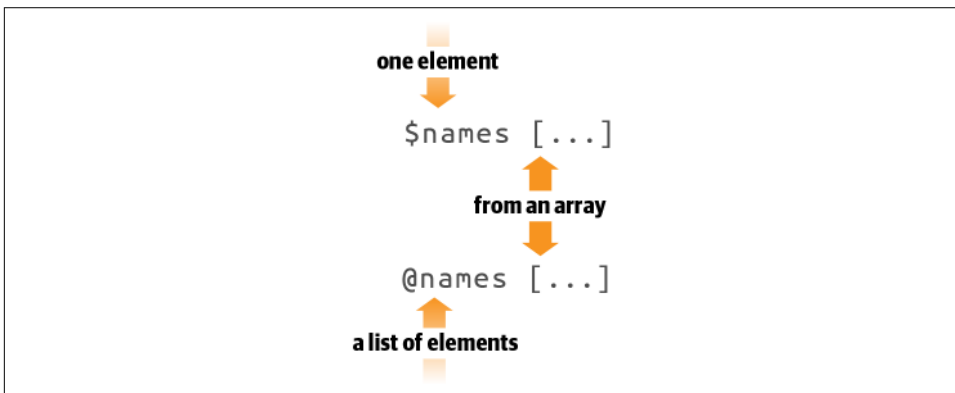 one element
$names [...]
from an array
@names [...]
a list of elements